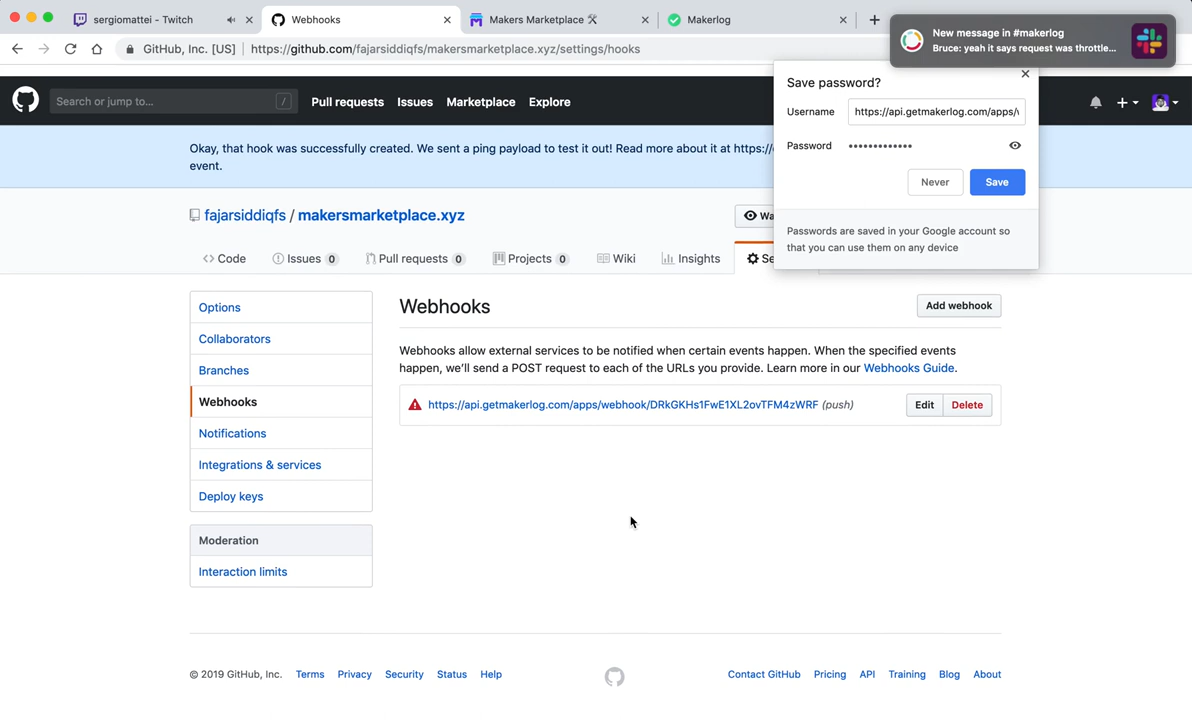 sergiomattei - Twitch
Webhooks
Makers Marketplace
Makerlog
New message in #makerlog
Bruce: yeah it says request was throttle...
GitHub, Inc. [US]
https://github.com/fajarsiddiqfs/makersmarketplace.xyz/settings/hooks
Search or jump to...
/
Pull requests
Issues
Marketplace
Explore
Save password?
Username
https://api.getmakerlog.com/apps/
Password
•••••••••••••
Never
Save
Passwords are saved in your Google account so
that you can use them on any device
Okay, that hook was successfully created. We sent a ping payload to test it out! Read more about it at https://
event.
fajarsiddiqfs / makersmarketplace.xyz
Code
Issues 0
Pull requests 0
Projects 0
Wiki
Insights
Options
Collaborators
Branches
Webhooks
Notifications
Integrations & services
Deploy keys
Moderation
Interaction limits
Webhooks
Add webhook
Webhooks allow external services to be notified when certain events happen. When the specified events
happen, we'll send a POST request to each of the URLs you provide. Learn more in our Webhooks Guide.
https://api.getmakerlog.com/apps/webhook/DRkGKHs1FwE1XL2ovTFM4zWRF (push)
Edit
Delete
© 2019 GitHub, Inc.
Terms
Privacy
Security
Status
Help
Contact GitHub
Pricing
API
Training
Blog
About